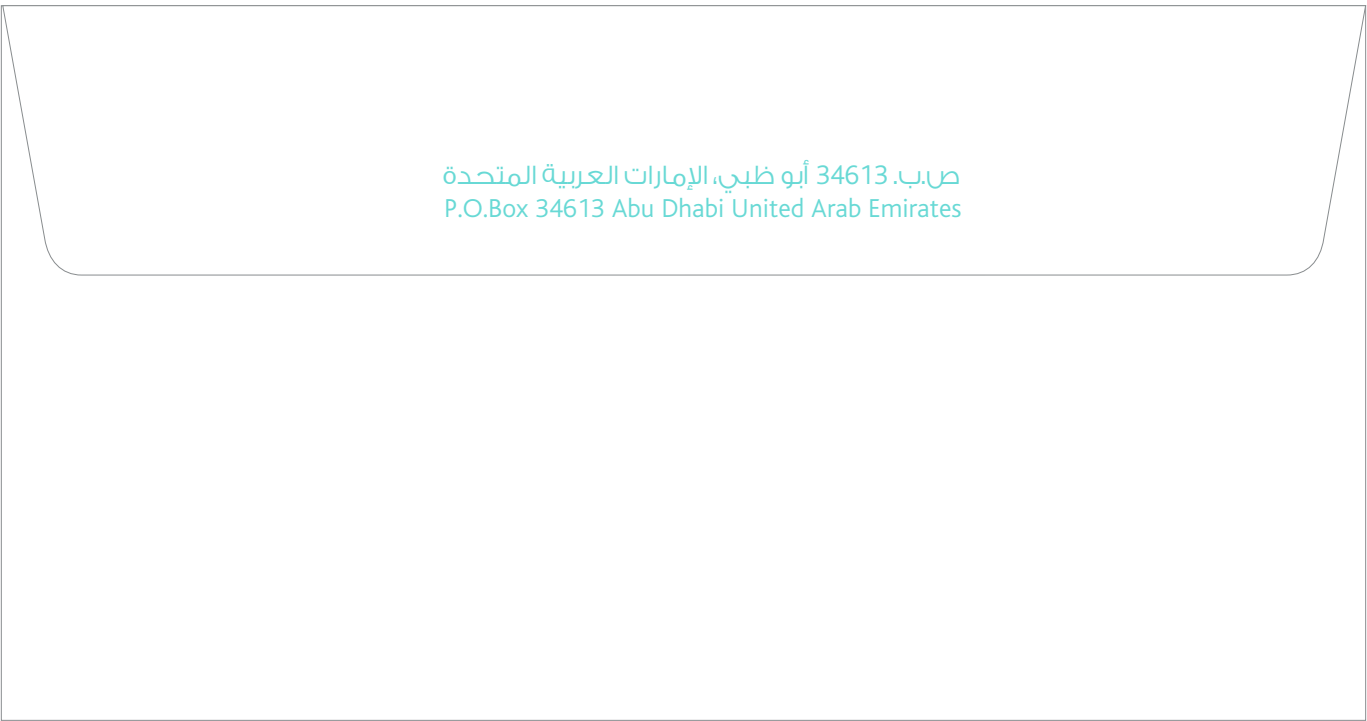 ص.ب. 34613 أبو ظبي، الإمارات العربية المتحدة
P.O.Box 34613 Abu Dhabi United Arab Emirates